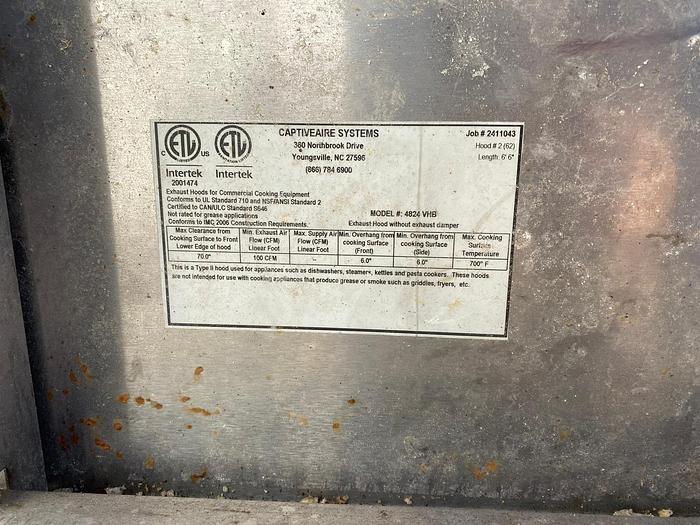 CAPTIVEAIRE SYSTEMS
380 Northbrook Drive
Youngsville, NC 27596
(866) 784 6900
Job # 2411043
Hood # 2 (62)
Length: 6' 6"
C ETL US
LISTED
ETL
Intertek Intertek
2001474
Exhaust Hoods for Commercial Cooking Equipment
Conforms to UL Standard 710 and NSF/ANSI Standard 2
Certified to CAN/ULC Standard S646
Not rated for grease applications
Conforms to IMC 2006 Construction Requirements.
MODEL #: 4824 VHB
Exhaust Hood without exhaust damper
Max Clearance from Cooking Surface to Front Lower Edge of hood
Min. Exhaust Air Flow (CFM) Linear Foot
Max. Supply Air Flow (CFM) Linear Foot
Min. Overhang from cooking Surface (Front)
Min. Overhang from cooking Surface (Side)
Max. Cooking Surface Temperature
70.0" 100 CFM -- 6.0" 6.0" 700° F
This is a Type II hood used for appliances such as dishwashers, steamers, kettles and pasta cookers. These hoods
are not intended for use with cooking appliances that produce grease or smoke such as griddles, fryers, etc.